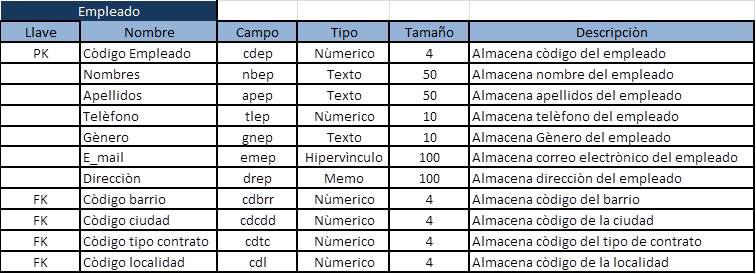 Empleado
Llave Nombre Campo Tipo Tamaño Descripciòn
PK Còdigo Empleado cdep Nùmerico 4 Almacena còdigo del empleado
Nombres nbep Texto 50 Almacena nombre del empleado
Apellidos apep Texto 50 Almacena apellidos del empleado
Telèfono tlep Nùmerico 10 Almacena telèfono del empleado
Gènero gnep Texto 10 Almacena Gènero del empleado
E_mail emep Hipervìnculo 100 Almacena correo electrònico del empleado
Direcciòn drep Memo 100 Almacena direcciòn del empleado
FK Còdigo barrio cdbrr Nùmerico 4 Almacena còdigo del barrio
FK Còdigo ciudad cdcdd Nùmerico 4 Almacena còdigo de la ciudad
FK Còdigo tipo contrato cdtc Nùmerico 4 Almacena còdigo del tipo de contrato
FK Còdigo localidad cdl Nùmerico 4 Almacena còdigo de la localidad